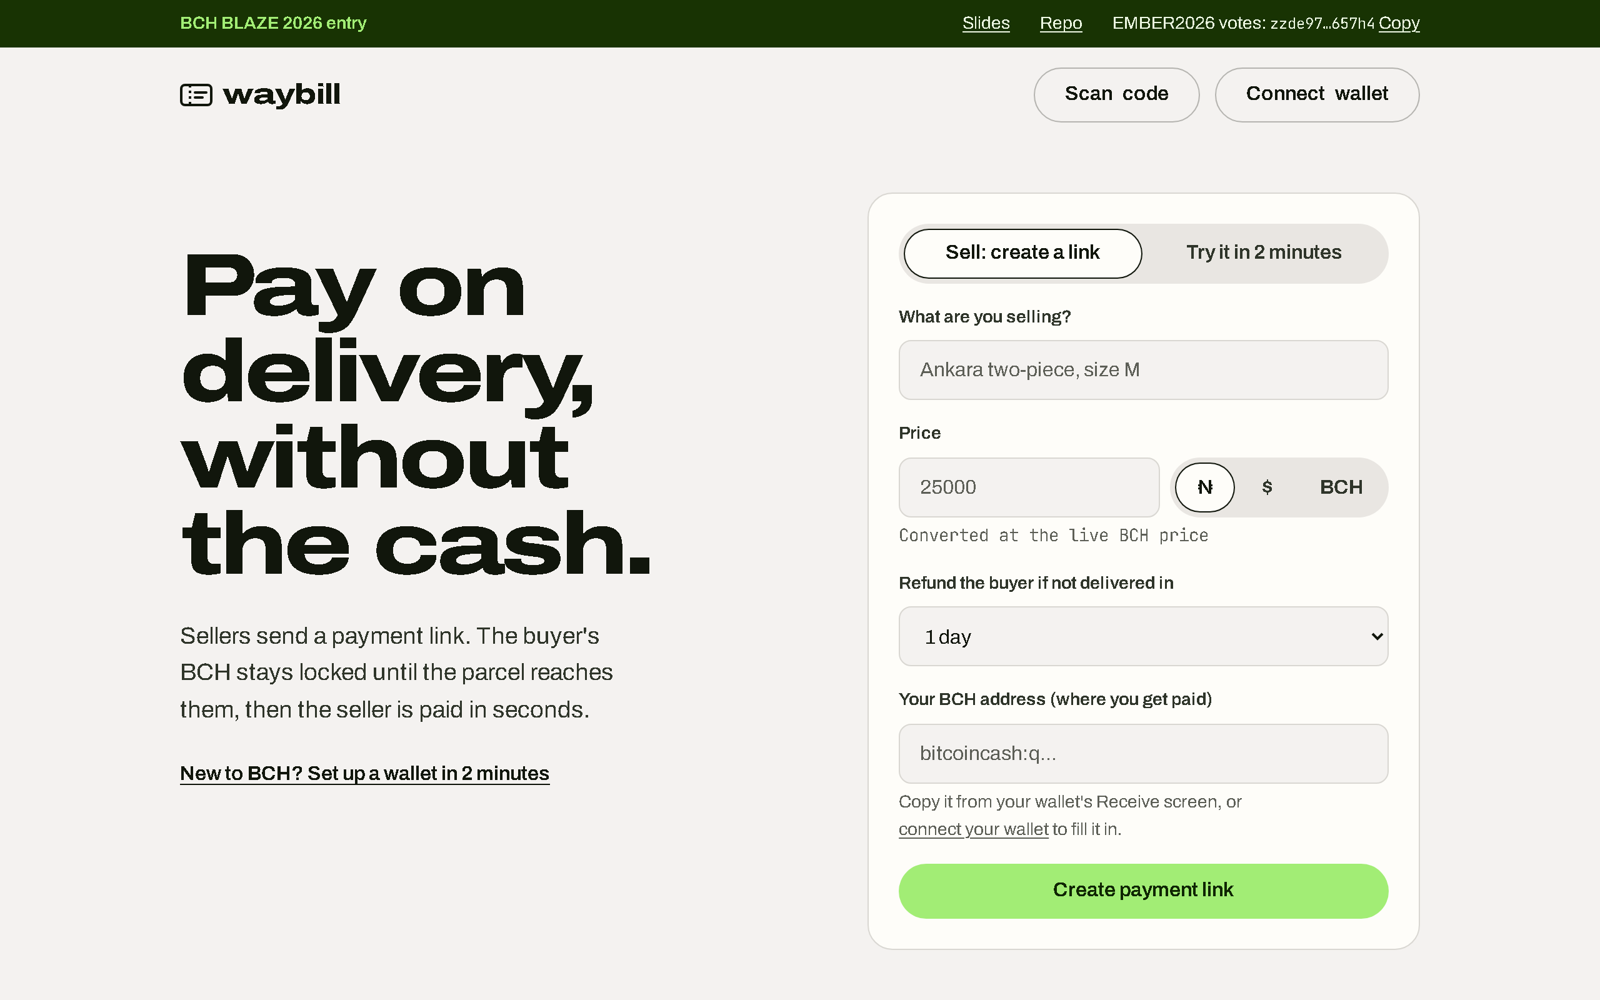 BCH BLAZE 2026 entry
Slides Repo EMBER2026 votes: zzde97…657h4 Copy
waybill
Scan code Connect wallet
Pay on
delivery,
without
the cash.
Sellers send a payment link. The buyer's
BCH stays locked until the parcel reaches
them, then the seller is paid in seconds.
New to BCH? Set up a wallet in 2 minutes
Sell: create a link Try it in 2 minutes
What are you selling?
Ankara two-piece, size M
Price
25000 ₦ $ BCH
Converted at the live BCH price
Refund the buyer if not delivered in
1 day
Your BCH address (where you get paid)
bitcoincash:q...
Copy it from your wallet's Receive screen, or
connect your wallet to fill it in.
Create payment link